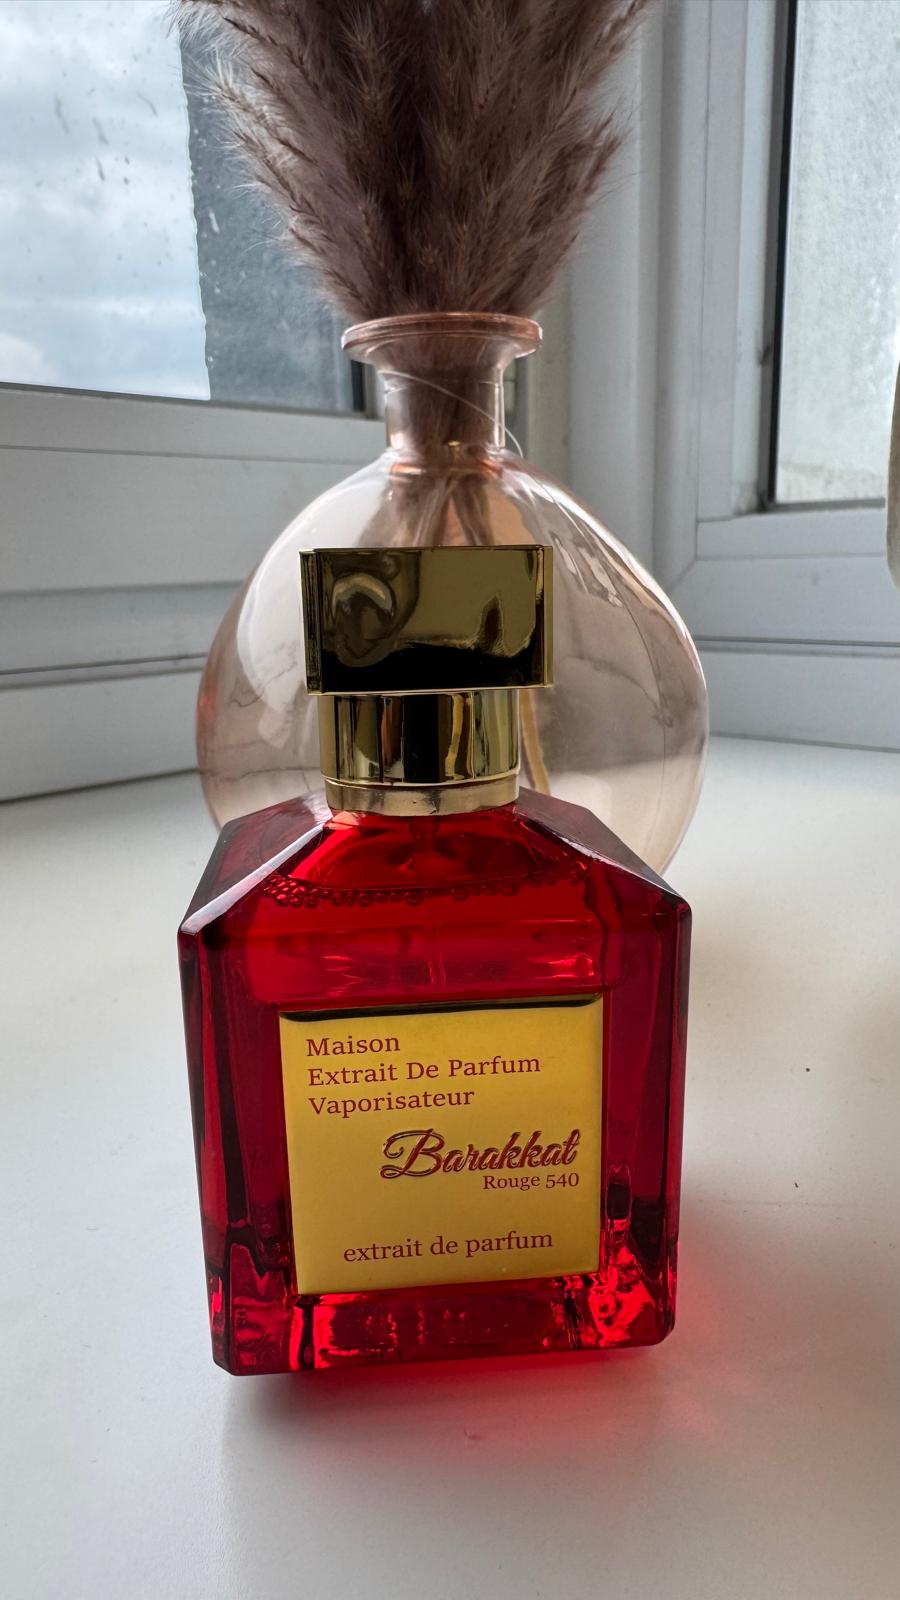 Maison
Extrait De Parfum
Vaporisateur
Barakkat
Rouge 540
extrait de parfum